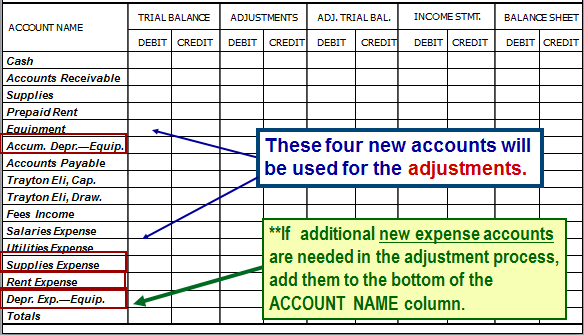 ACCOUNT NAME
TRIAL BALANCE
ADJUSTMENTS
ADJ. TRIAL BAL.
INCOME STMT.
BALANCE SHEET
DEBIT CREDIT DEBIT CREDIT DEBIT CREDIT DEBIT CREDIT DEBIT CREDIT
Cash
Accounts Receivable
Supplies
Prepaid Rent
Equipment
Accum. Depr.—Equip.
Accounts Payable
Trayton Eli, Cap.
Trayton Eli, Draw.
Fees Income
Salaries Expense
Utilities Expense
Supplies Expense
Rent Expense
Depr. Exp.—Equip.
Totals
These four new accounts will
be used for the adjustments.
**If additional new expense accounts
are needed in the adjustment process,
add them to the bottom of the
ACCOUNT NAME column.